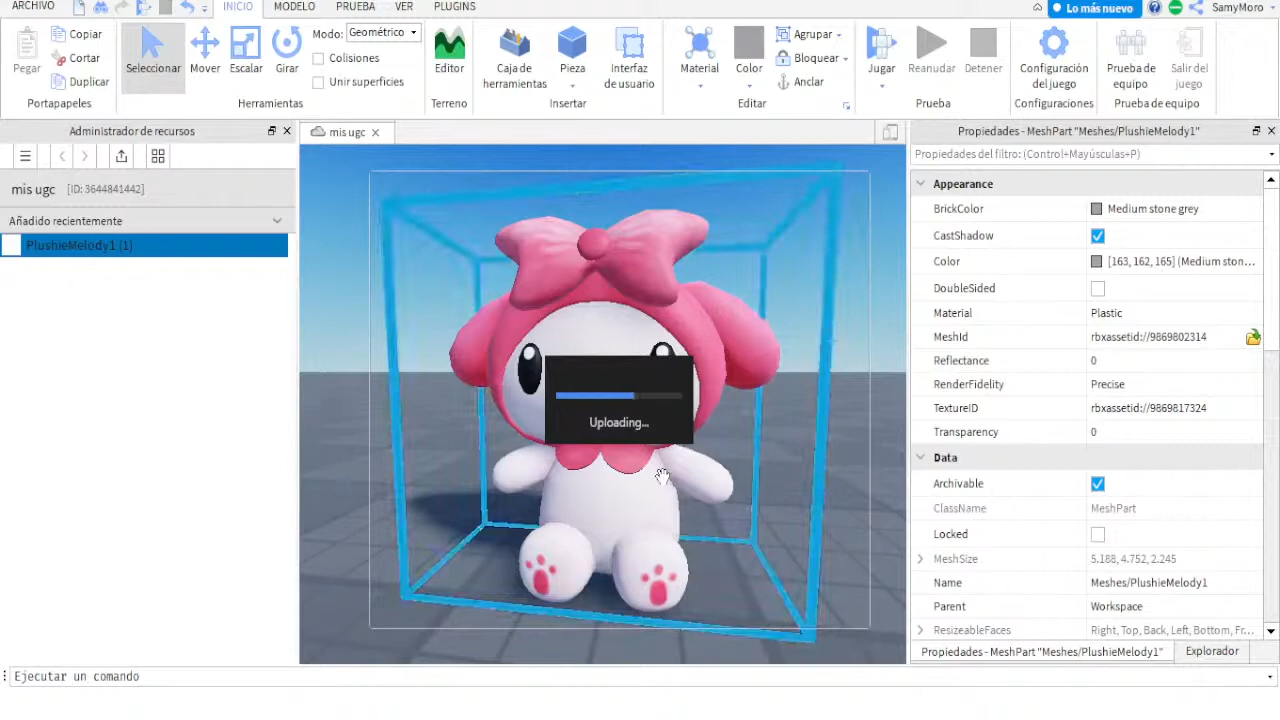 ARCHIVO
INICIO
MODELO
PRUEBA
VER
PLUGINS
Lo más nuevo
SamyMoro
Pegar
Copiar
Cortar
Duplicar
Portapapeles
Seleccionar
Mover
Escalar
Girar
Modo: Geométrico
Colisiones
Unir superficies
Herramientas
Editor
Terreno
Caja de
herramientas
Pieza
Interfaz
de usuario
Insertar
Material
Color
Agrupar
Bloquear
Anclar
Editar
Jugar
Reanudar
Detener
Prueba
Configuración
del juego
Configuraciones
Prueba de
equipo
Salir del
juego
Prueba de equipo
Administrador de recursos
mis ugc [ID: 3644841442]
Añadido recientemente
PlushieMelody1 (1)
mis ugc
Uploading...
Propiedades - MeshPart "Meshes/PlushieMelody1"
Propiedades del filtro: (Control+Mayúsculas+P)
Appearance
BrickColor Medium stone grey
CastShadow
Color [163, 162, 165] (Medium ston...
DoubleSided
Material Plastic
MeshId rbxassetid://9869802314
Reflectance 0
RenderFidelity Precise
TextureID rbxassetid://9869817324
Transparency 0
Data
Archivable
ClassName MeshPart
Locked
MeshSize 5.188, 4.752, 2.245
Name Meshes/PlushieMelody1
Parent Workspace
ResizeableFaces Right, Top, Back, Left, Bottom, Fr...
Propiedades - MeshPart "Meshes/PlushieMelody1"
Explorador
Ejecutar un comando